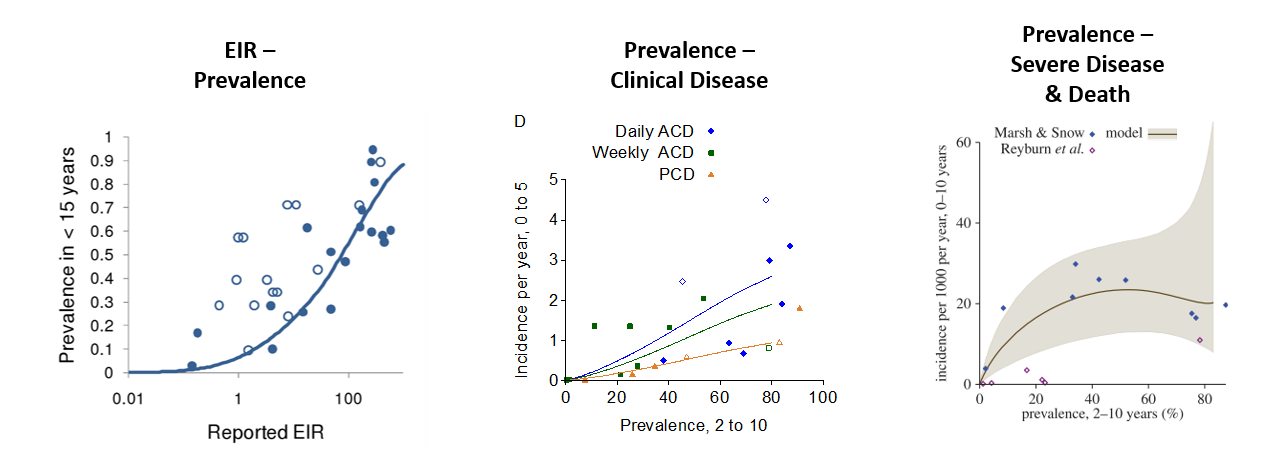 EIR –
Prevalence
Prevalence in < 15 years
1
0.9
0.8
0.7
0.6
0.5
0.4
0.3
0.2
0.1
0
0.01
1
100
Reported EIR
Prevalence –
Clinical Disease
D
Daily ACD
Weekly ACD
PCD
Incidence per year, 0 to 5
5
4
3
2
1
0
0
20
40
60
80
100
Prevalence, 2 to 10
Prevalence –
Severe Disease
& Death
Marsh & Snow
model
Reyburn et al.
incidence per 1000 per year, 0–10 years
60
40
20
0
0
20
40
60
80
prevalence, 2–10 years (%)